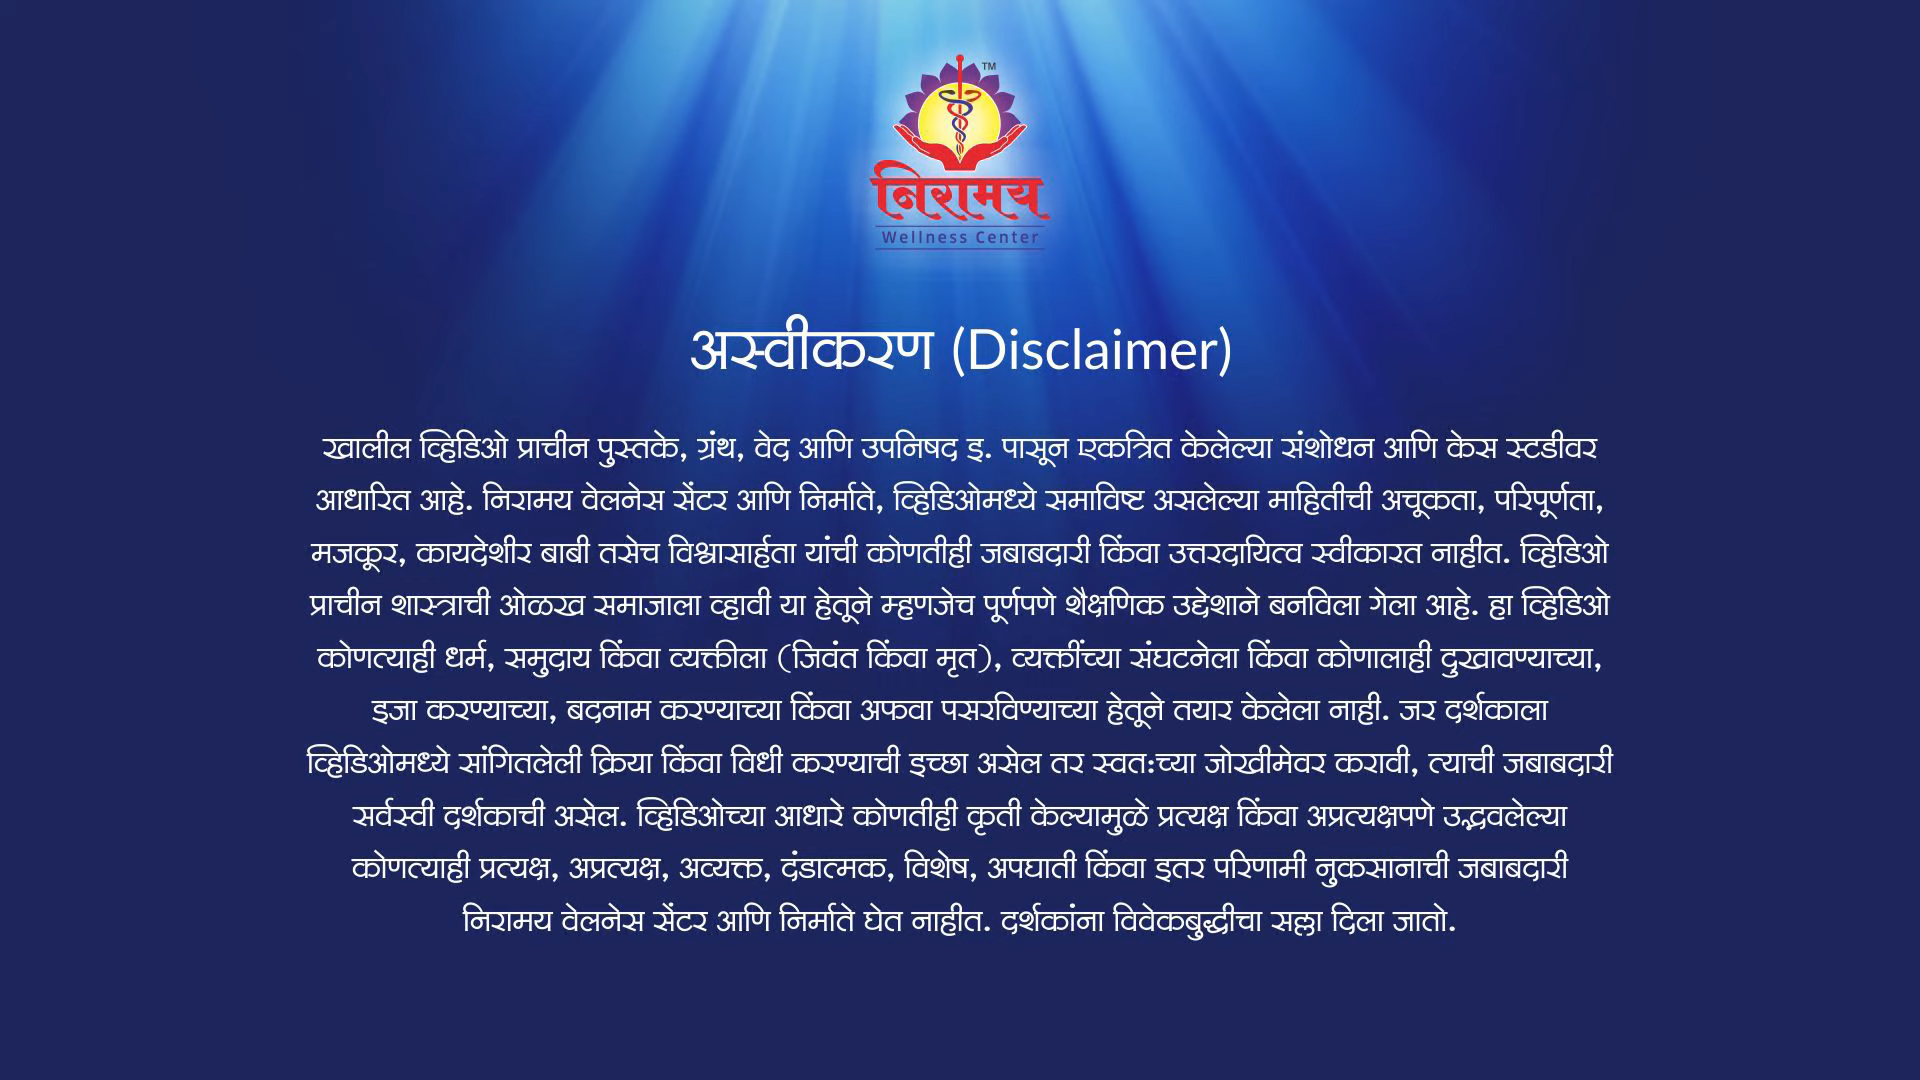 TM
निरामय
Wellness Center
अस्वीकरण (Disclaimer)
खालील व्हिडिओ प्राचीन पुस्तके, ग्रंथ, वेद आणि उपनिषद इ. पासून एकत्रित केलेल्या संशोधन आणि केस स्टडीवर
आधारित आहे. निरामय वेलनेस सेंटर आणि निर्माते, व्हिडिओमध्ये समाविष्ट असलेल्या माहितीची अचूकता, परिपूर्णता,
मजकूर, कायदेशीर बाबी तसेच विश्वासार्हता यांची कोणतीही जबाबदारी किंवा उत्तरदायित्व स्वीकारत नाहीत. व्हिडिओ
प्राचीन शास्त्राची ओळख समाजाला व्हावी या हेतूने म्हणजेच पूर्णपणे शैक्षणिक उद्देशाने बनविला गेला आहे. हा व्हिडिओ
कोणत्याही धर्म, समुदाय किंवा व्यक्तीला (जिवंत किंवा मृत), व्यक्तींच्या संघटनेला किंवा कोणालाही दुखावण्याच्या,
इजा करण्याच्या, बदनाम करण्याच्या किंवा अफवा पसरविण्याच्या हेतूने तयार केलेला नाही. जर दर्शकाला
व्हिडिओमध्ये सांगितलेली क्रिया किंवा विधी करण्याची इच्छा असेल तर स्वत:च्या जोखीमेवर करावी, त्याची जबाबदारी
सर्वस्वी दर्शकाची असेल. व्हिडिओच्या आधारे कोणतीही कृती केल्यामुळे प्रत्यक्ष किंवा अप्रत्यक्षपणे उद्भवलेल्या
कोणत्याही प्रत्यक्ष, अप्रत्यक्ष, अव्यक्त, दंडात्मक, विशेष, अपघाती किंवा इतर परिणामी नुकसानाची जबाबदारी
निरामय वेलनेस सेंटर आणि निर्माते घेत नाहीत. दर्शकांना विवेकबुद्धीचा सल्ला दिला जातो.